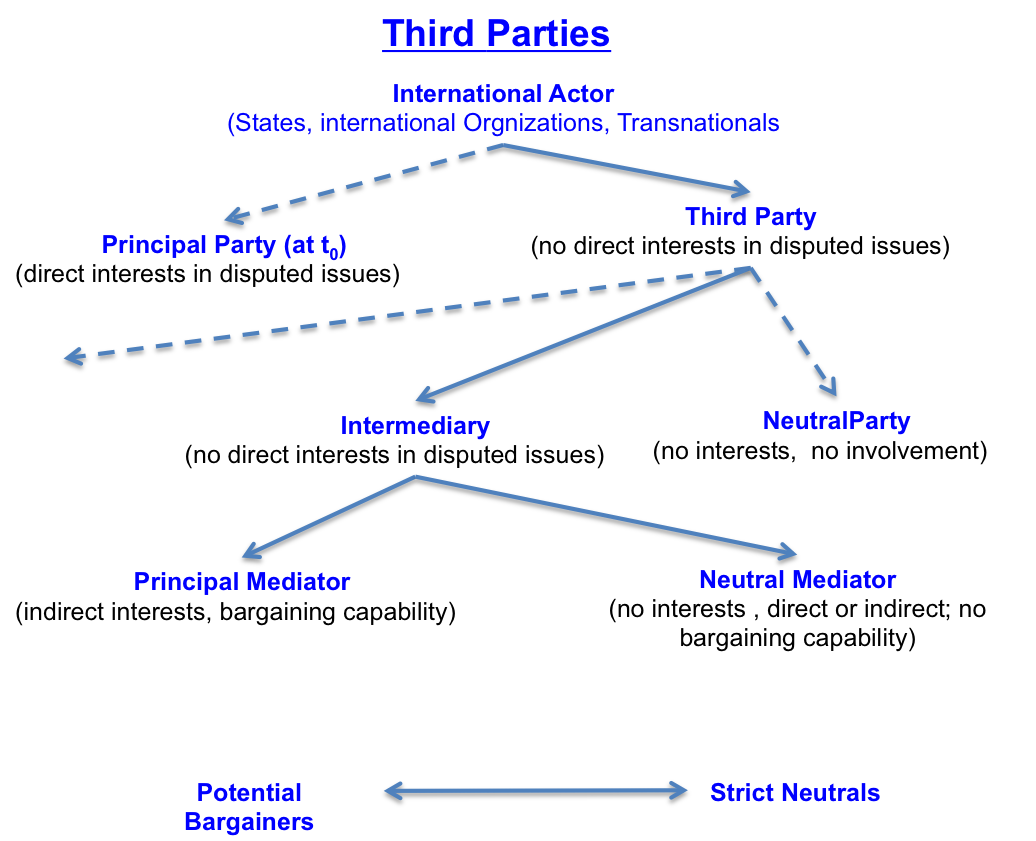 Third Parties
International Actor
(States, international Orgnizations, Transnationals
Third Party
(no direct interests in disputed issues)
Principal Party (at t0)
(direct interests in disputed issues)
Intermediary
(no direct interests in disputed issues)
NeutralParty
(no interests,  no involvement)
Principal Mediator
(indirect interests, bargaining capability)
Neutral Mediator
(no interests , direct or indirect; no
bargaining capability)
Potential
Bargainers
Strict Neutrals